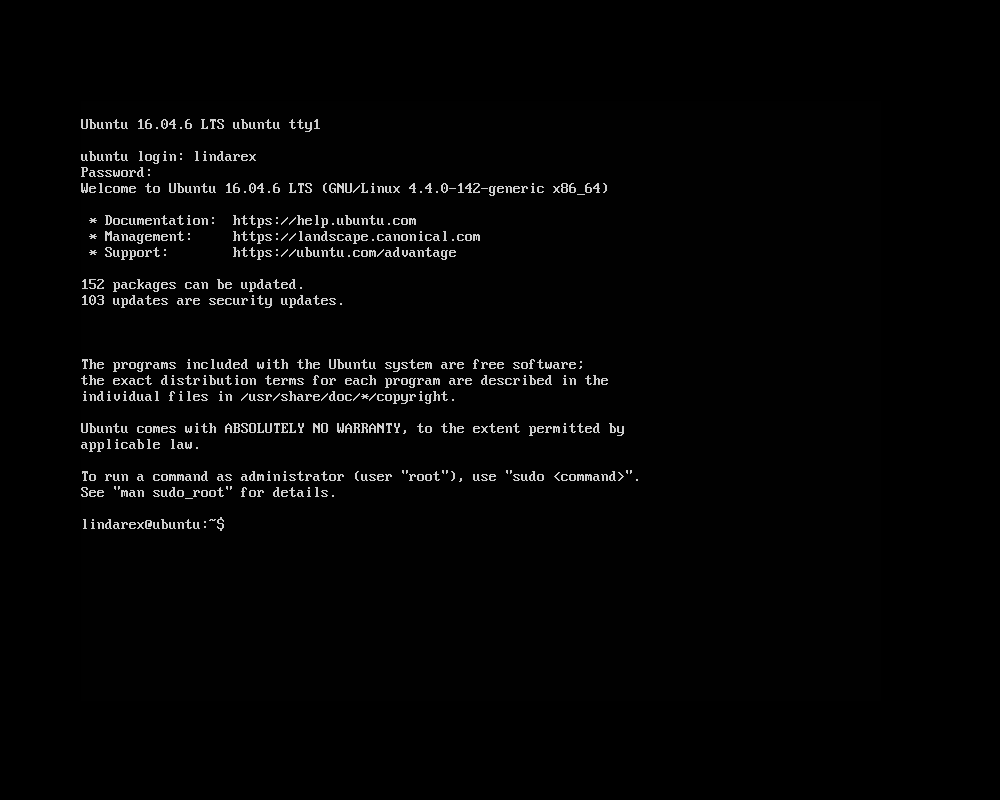 Ubuntu 16.04.6 LTS ubuntu tty1
ubuntu login: lindarex
Password:
Welcome to Ubuntu 16.04.6 LTS (GNU/Linux 4.4.0-142-generic x86_64)
* Documentation:  https://help.ubuntu.com
* Management:     https://landscape.canonical.com
* Support:        https://ubuntu.com/advantage
152 packages can be updated.
103 updates are security updates.
The programs included with the Ubuntu system are free software;
the exact distribution terms for each program are described in the
individual files in /usr/share/doc/*/copyright.
Ubuntu comes with ABSOLUTELY NO WARRANTY, to the extent permitted by
applicable law.
To run a command as administrator (user "root"), use "sudo <command>".
See "man sudo_root" for details.
lindarex@ubuntu:~$